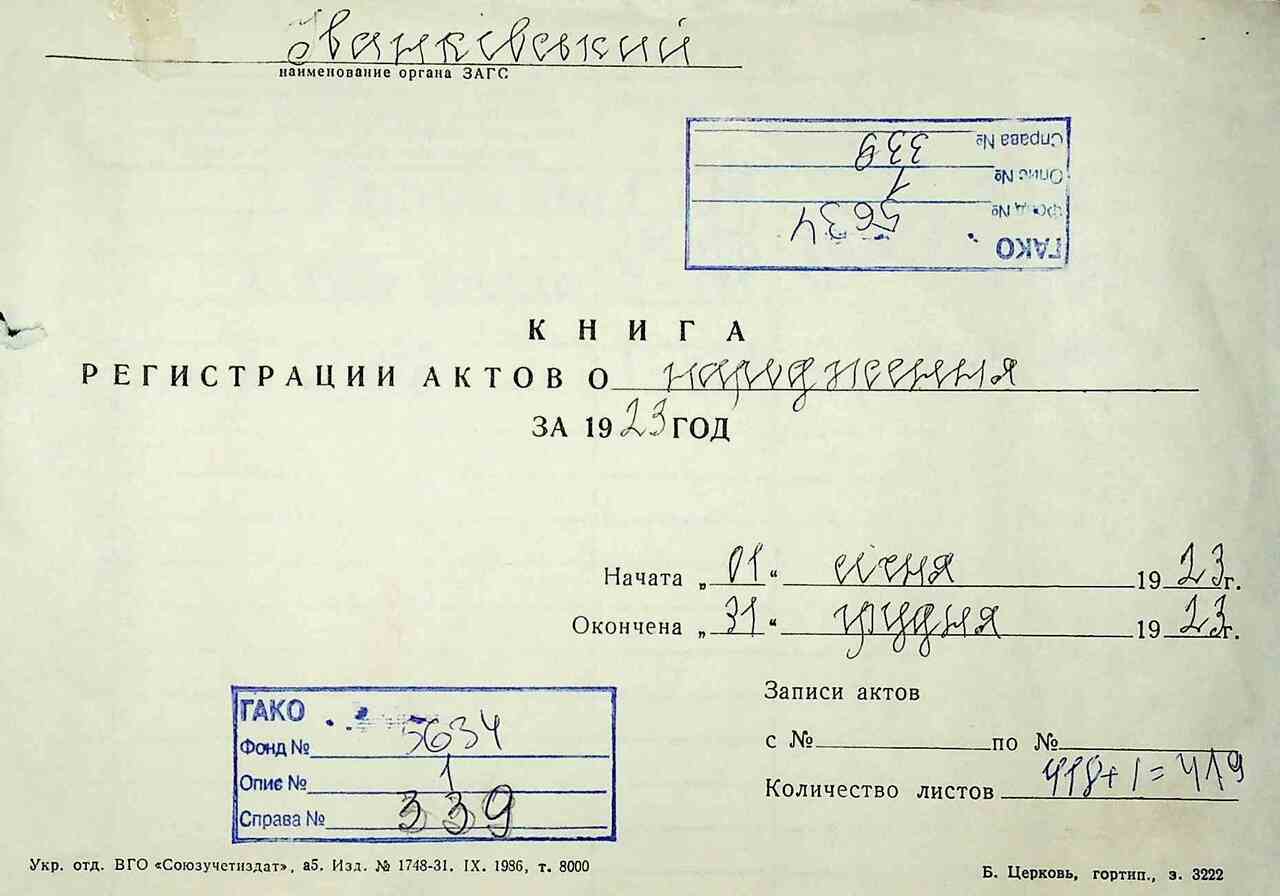 Іванківський
наименование органа ЗАГС
Справа № 339
Опис № 1
Фонд № 5634
ГАКО
КНИГА
РЕГИСТРАЦИИ АКТОВ О народження
ЗА 1923 ГОД
Начата „01“ січня 1923 г.
Окончена „31“ грудня 1923 г.
Записи актов
с № по №
Количество листов 418+1=419
ГАКО
Фонд № 5634
Опис № 1
Справа № 339
Укр. отд. ВГО «Союзучетиздат», а5. Изд. № 1748-31. IX. 1986, т. 8000
Б. Церковь, гортип., з. 3222